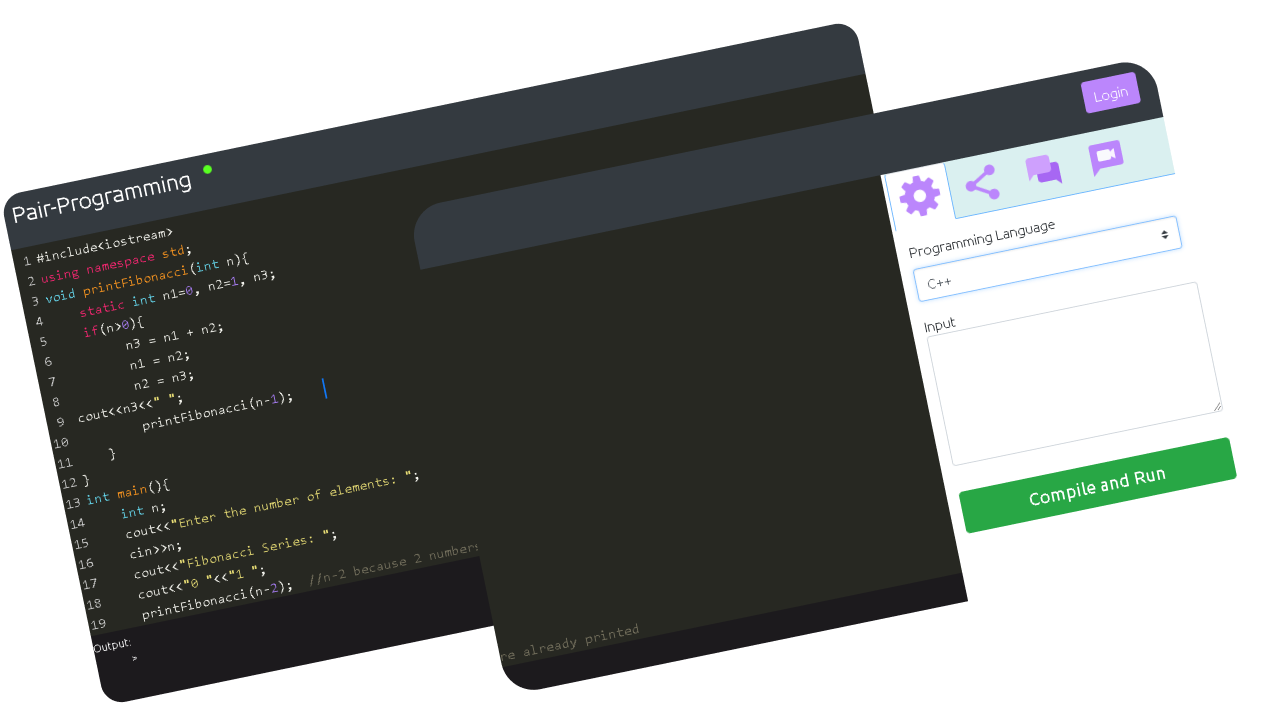 Pair-Programming
Login
1 #include<iostream>
2 using namespace std;
3 void printFibonacci(int n){
4 static int n1=0, n2=1, n3;
5 if(n>0){
6 n3 = n1 + n2;
7 n1 = n2;
8 n2 = n3;
9 cout<<n3<<" ";
10 printFibonacci(n-1);
11 }
12 }
13 int main(){
14 int n;
15 cout<<"Enter the number of elements: ";
16 cin>>n;
17 cout<<"Fibonacci Series: ";
18 cout<<"0 "<<"1 ";
19 printFibonacci(n-2); //n-2 because 2 numbers
re already printed
Output:
>
Programming Language
C++
Input
Compile and Run